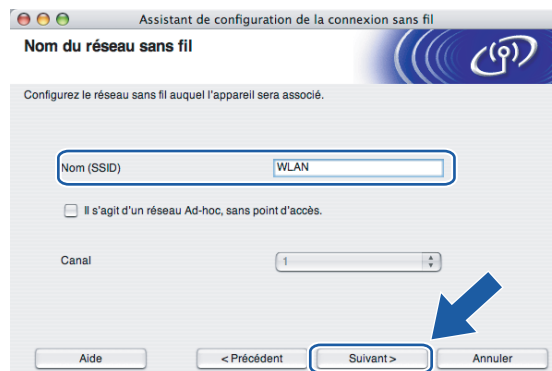 Assistant de configuration de la connexion sans fil
Nom du réseau sans fil
Configurez le réseau sans fil auquel l'appareil sera associé.
Nom (SSID) WLAN
Il s'agit d'un réseau Ad-hoc, sans point d'accès.
Canal 1
Aide < Précédent Suivant > Annuler